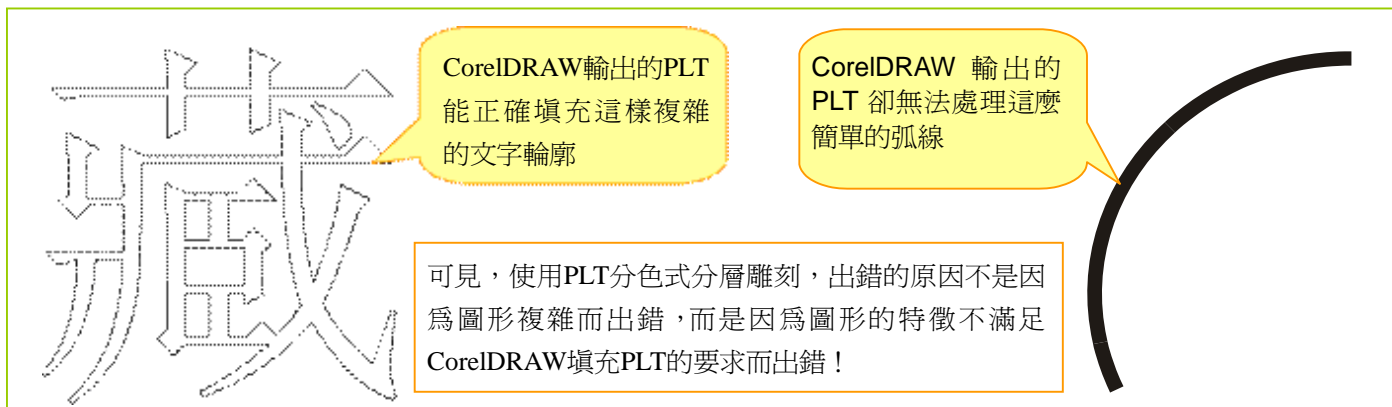 藏
CorelDRAW輸出的PLT
能正確填充這樣複雜
的文字輪廓
CorelDRAW 輸出的
PLT 卻無法處理這麼
簡單的弧線
可見，使用PLT分色式分層雕刻，出錯的原因不是因
爲圖形複雜而出錯，而是因爲圖形的特徵不滿足
CorelDRAW填充PLT的要求而出錯！